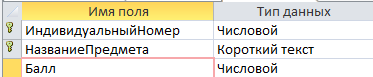 Имя поля Тип данных
ИндивидуальныйНомер Числовой
НазваниеПредмета Короткий текст
Балл Числовой